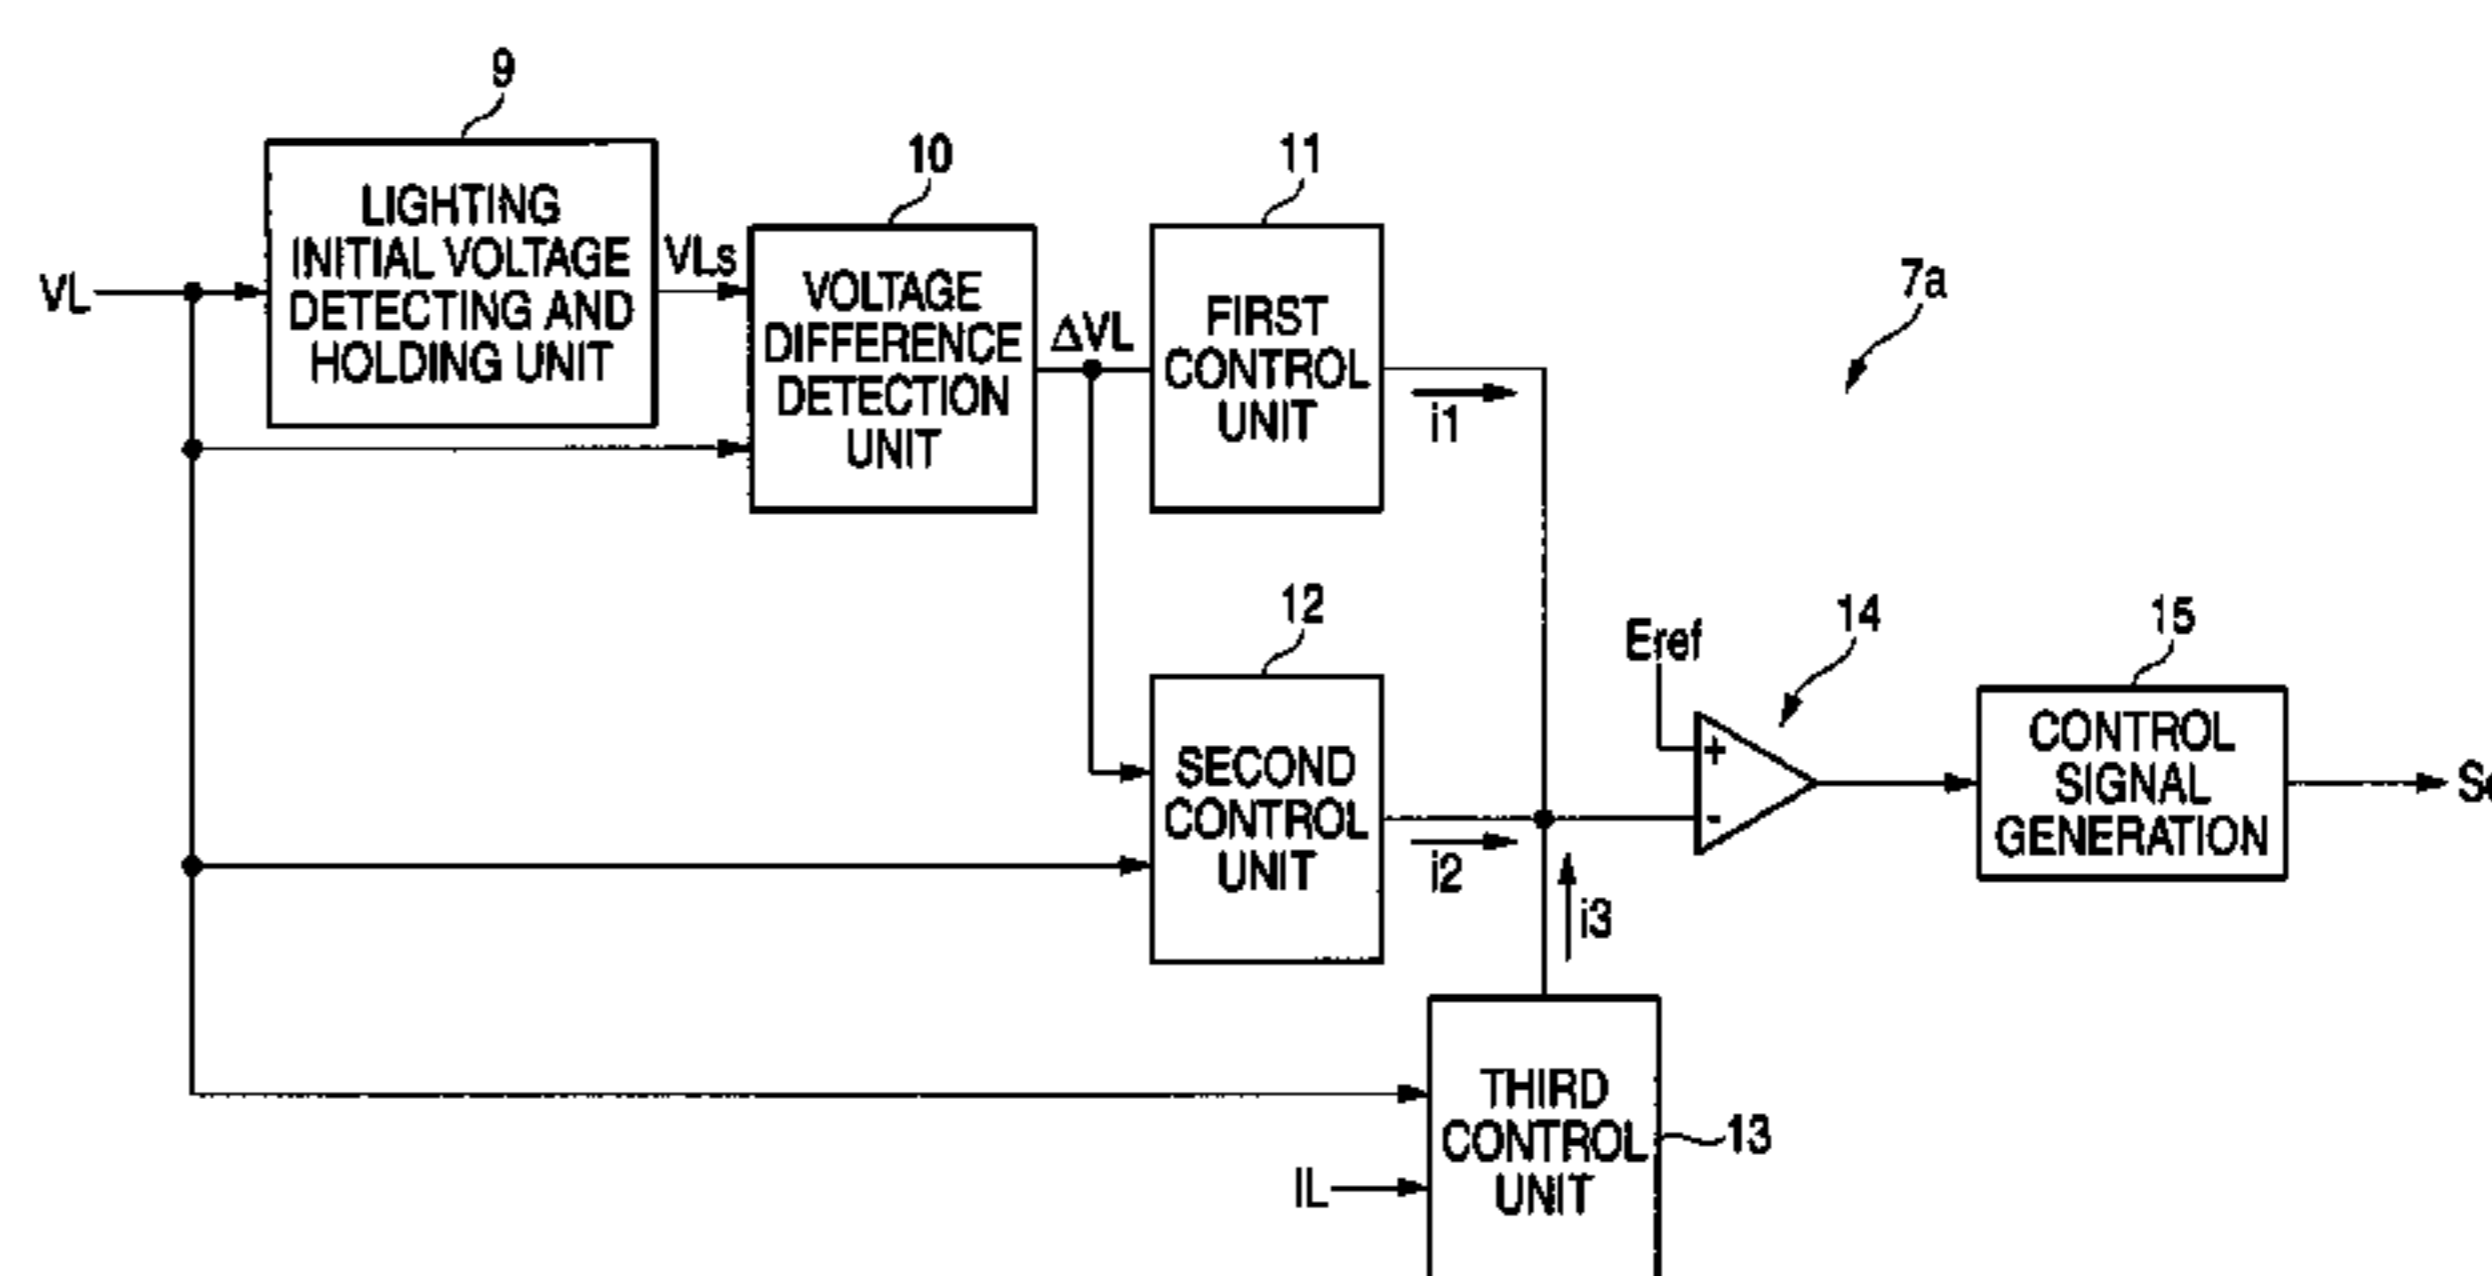 9
LIGHTING
INITIAL VOLTAGE
DETECTING AND
HOLDING UNIT
VL
VLs
10
VOLTAGE
DIFFERENCE
DETECTION
UNIT
ΔVL
11
FIRST
CONTROL
UNIT
i1
7a
12
SECOND
CONTROL
UNIT
i2
i3
Eref
14
+
-
15
CONTROL
SIGNAL
GENERATION
THIRD
CONTROL
UNIT
13
IL